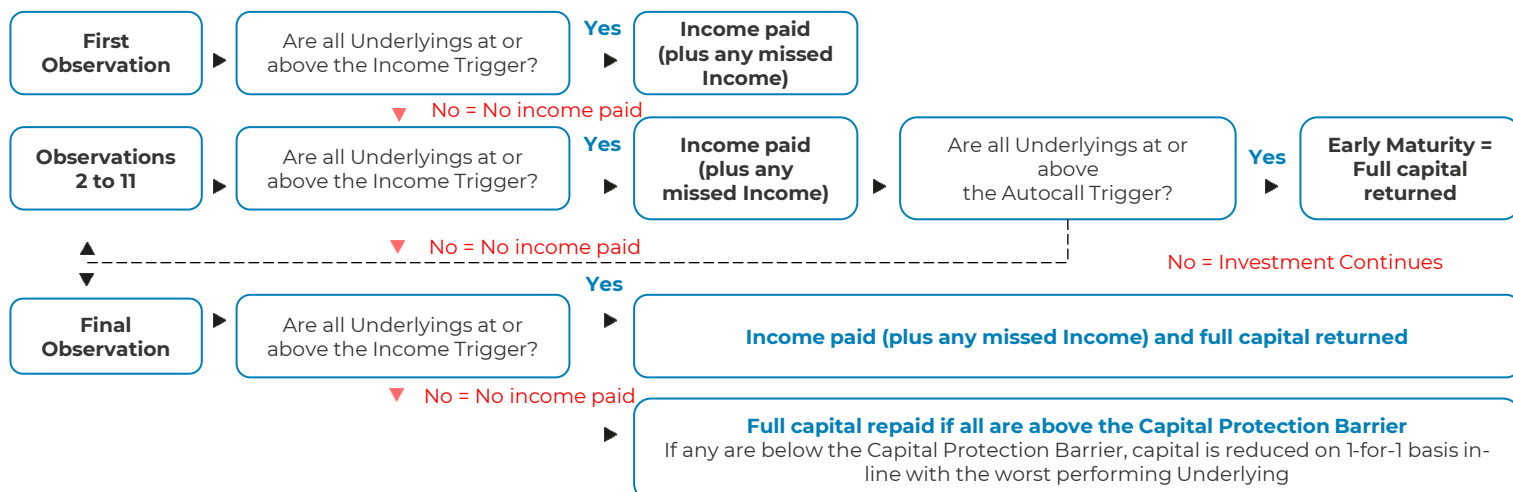 First
Observation
Are all Underlyings at or
above the Income Trigger?
Yes
Income paid
(plus any missed
Income)
No = No income paid
Observations
2 to 11
Are all Underlyings at or
above the Income Trigger?
Yes
Income paid
(plus any
missed Income)
Are all Underlyings at or
above
the Autocall Trigger?
Yes
Early Maturity =
Full capital
returned
No = No income paid
No = Investment Continues
Final
Observation
Are all Underlyings at or
above the Income Trigger?
Yes
Income paid (plus any missed Income) and full capital returned
No = No income paid
Full capital repaid if all are above the Capital Protection Barrier
If any are below the Capital Protection Barrier, capital is reduced on 1-for-1 basis in-
line with the worst performing Underlying